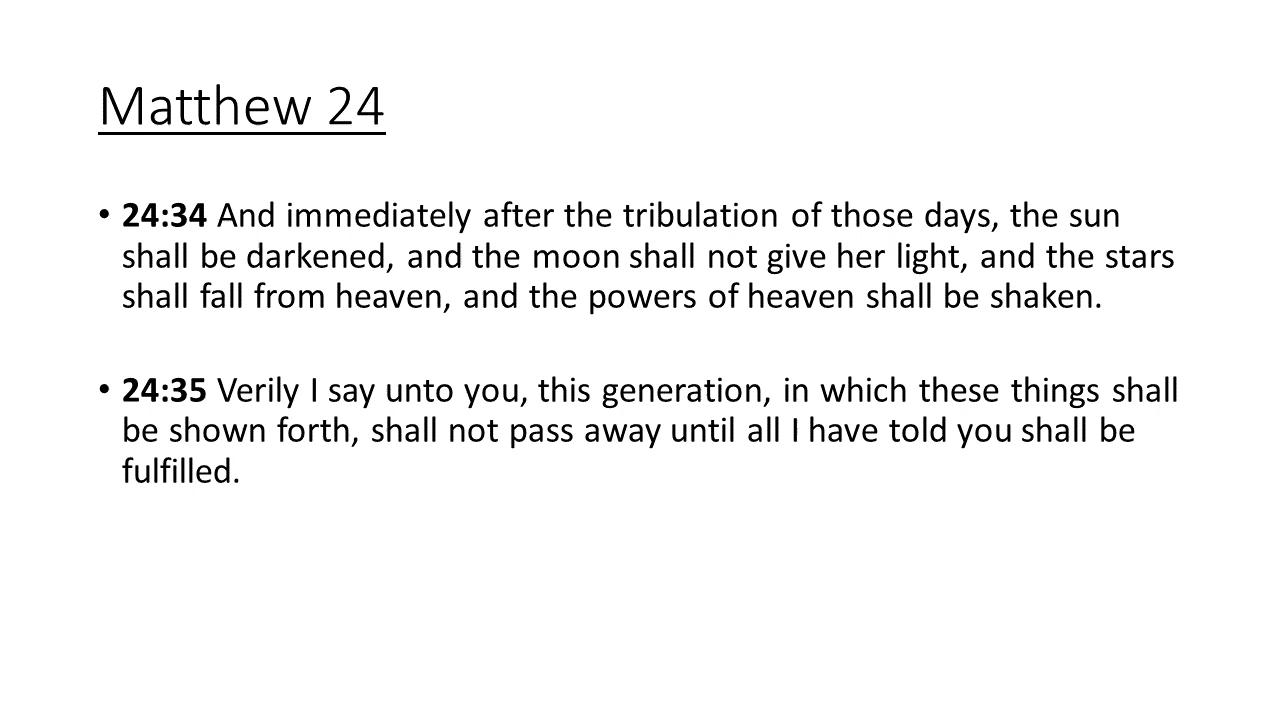 Matthew 24
• 24:34 And immediately after the tribulation of those days, the sun
shall be darkened, and the moon shall not give her light, and the stars
shall fall from heaven, and the powers of heaven shall be shaken.
• 24:35 Verily I say unto you, this generation, in which these things shall
be shown forth, shall not pass away until all I have told you shall be
fulfilled.